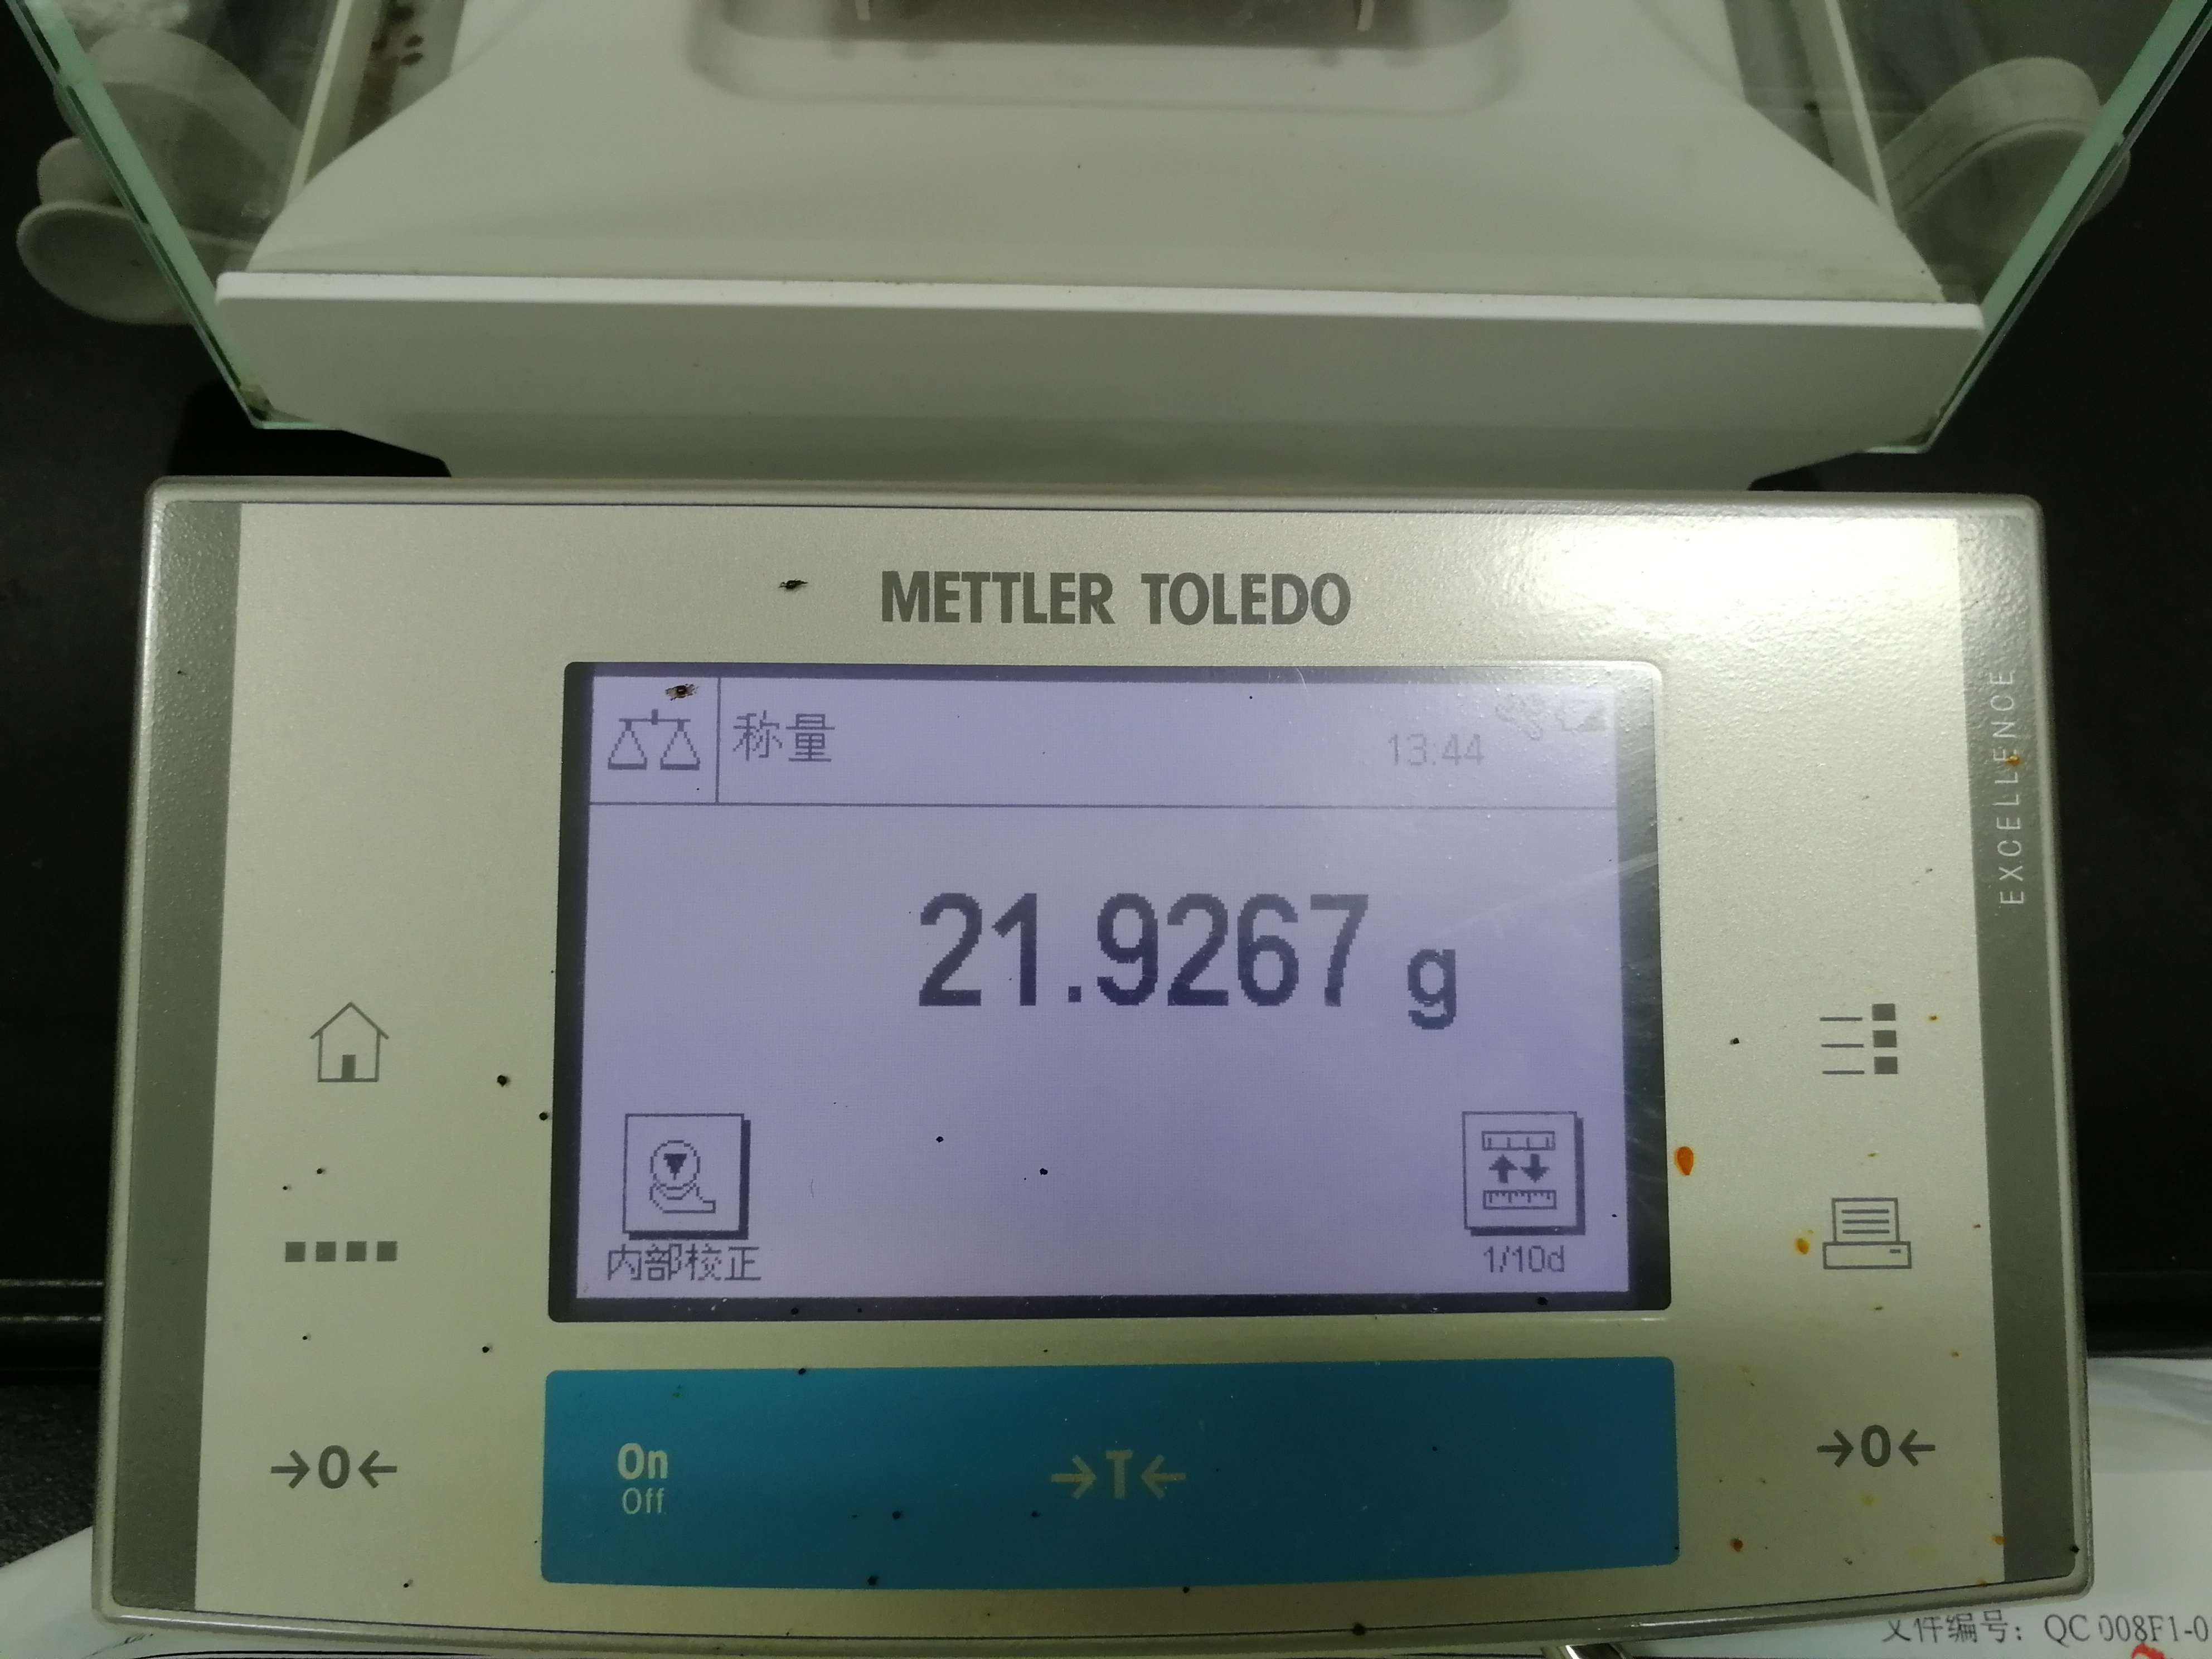 METTLER TOLEDO
称量
13:44
EXCELLENCE
21.9267 g
内部校正
1/10d
→0←
On
Off
→T←
→0←
文件编号：QC 008F1-0